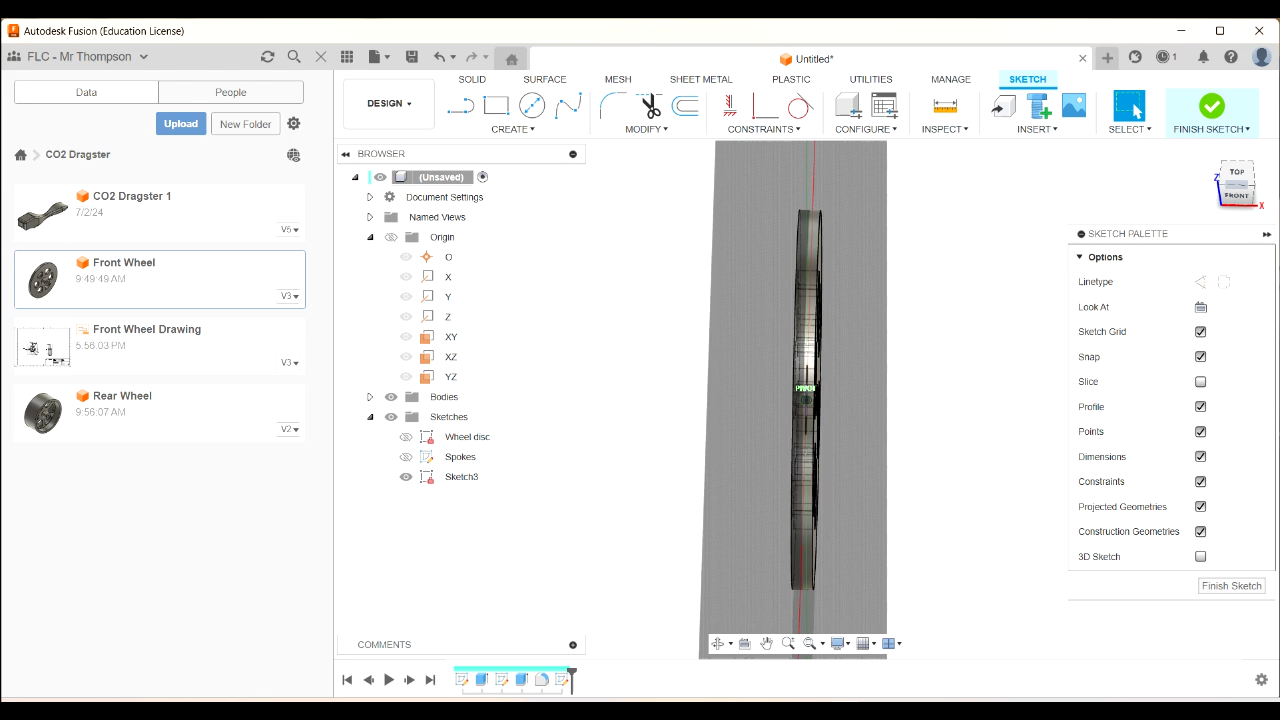 Autodesk Fusion (Education License)
FLC - Mr Thompson
Untitled*
1
Data
People
Upload
New Folder
CO2 Dragster
CO2 Dragster 1
7/2/24
V5
Front Wheel
9:49:49 AM
V3
Front Wheel Drawing
5:56:03 PM
V3
Rear Wheel
9:56:07 AM
V2
DESIGN
SOLID
SURFACE
MESH
SHEET METAL
PLASTIC
UTILITIES
MANAGE
SKETCH
CREATE
MODIFY
CONSTRAINTS
CONFIGURE
INSPECT
INSERT
SELECT
FINISH SKETCH
BROWSER
(Unsaved)
Document Settings
Named Views
Origin
O
X
Y
Z
XY
XZ
YZ
Bodies
Sketches
Wheel disc
Spokes
Sketch3
PIVOT
TOP
FRONT
Z
X
SKETCH PALETTE
Options
Linetype
Look At
Sketch Grid
Snap
Slice
Profile
Points
Dimensions
Constraints
Projected Geometries
Construction Geometries
3D Sketch
Finish Sketch
COMMENTS